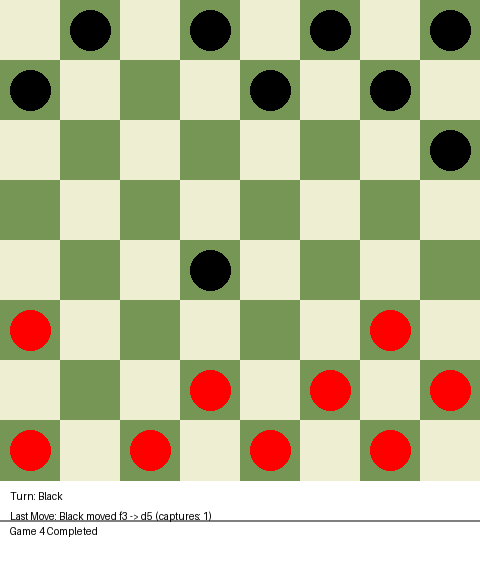 Turn: Black
Last Move: Black moved f3 -> d5 (captures: 1)
Game 4 Completed